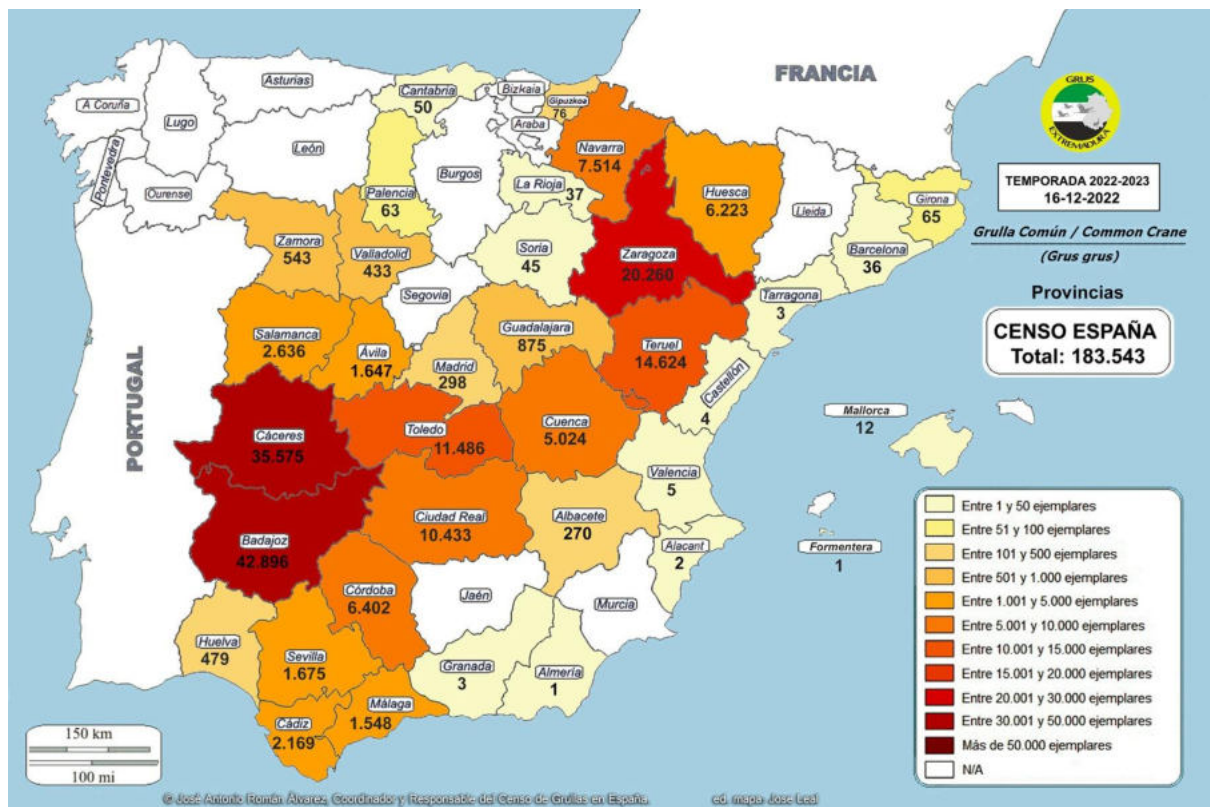 FRANCIA
GRUS
EXTREMADURA
TEMPORADA 2022-2023
16-12-2022
Grulla Común / Common Crane
(Grus grus)
Provincias
CENSO ESPAÑA
Total: 183.543
A Coruña
Lugo
Asturias
Cantabria
50
Bizkaia
Gipuzkoa
76
Araba
Navarra
7.514
Pontevedra
Ourense
León
Palencia
63
Burgos
La Rioja
37
Huesca
6.223
Lleida
Girona
65
Barcelona
36
Zamora
543
Valladolid
433
Soria
45
Zaragoza
20.260
Tarragona
3
Segovia
Salamanca
2.636
Ávila
1.647
Madrid
298
Guadalajara
875
Teruel
14.624
Castellón
4
PORTUGAL
Cáceres
35.575
Toledo
11.486
Cuenca
5.024
Valencia
5
Mallorca
12
Badajoz
42.896
Ciudad Real
10.433
Albacete
270
Alacant
2
Formentera
1
Córdoba
6.402
Jaén
Murcia
Huelva
479
Sevilla
1.675
Granada
3
Almería
1
Cádiz
2.169
Málaga
1.548
Entre 1 y 50 ejemplares
Entre 51 y 100 ejemplares
Entre 101 y 500 ejemplares
Entre 501 y 1.000 ejemplares
Entre 1.001 y 5.000 ejemplares
Entre 5.001 y 10.000 ejemplares
Entre 10.001 y 15.000 ejemplares
Entre 15.001 y 20.000 ejemplares
Entre 20.001 y 30.000 ejemplares
Entre 30.001 y 50.000 ejemplares
Más de 50.000 ejemplares
N/A
150 km
100 mi
© José Antonio Román Álvarez, Coordinador y Responsable del Censo de Grullas en España. ed. mapa- Jose Leal